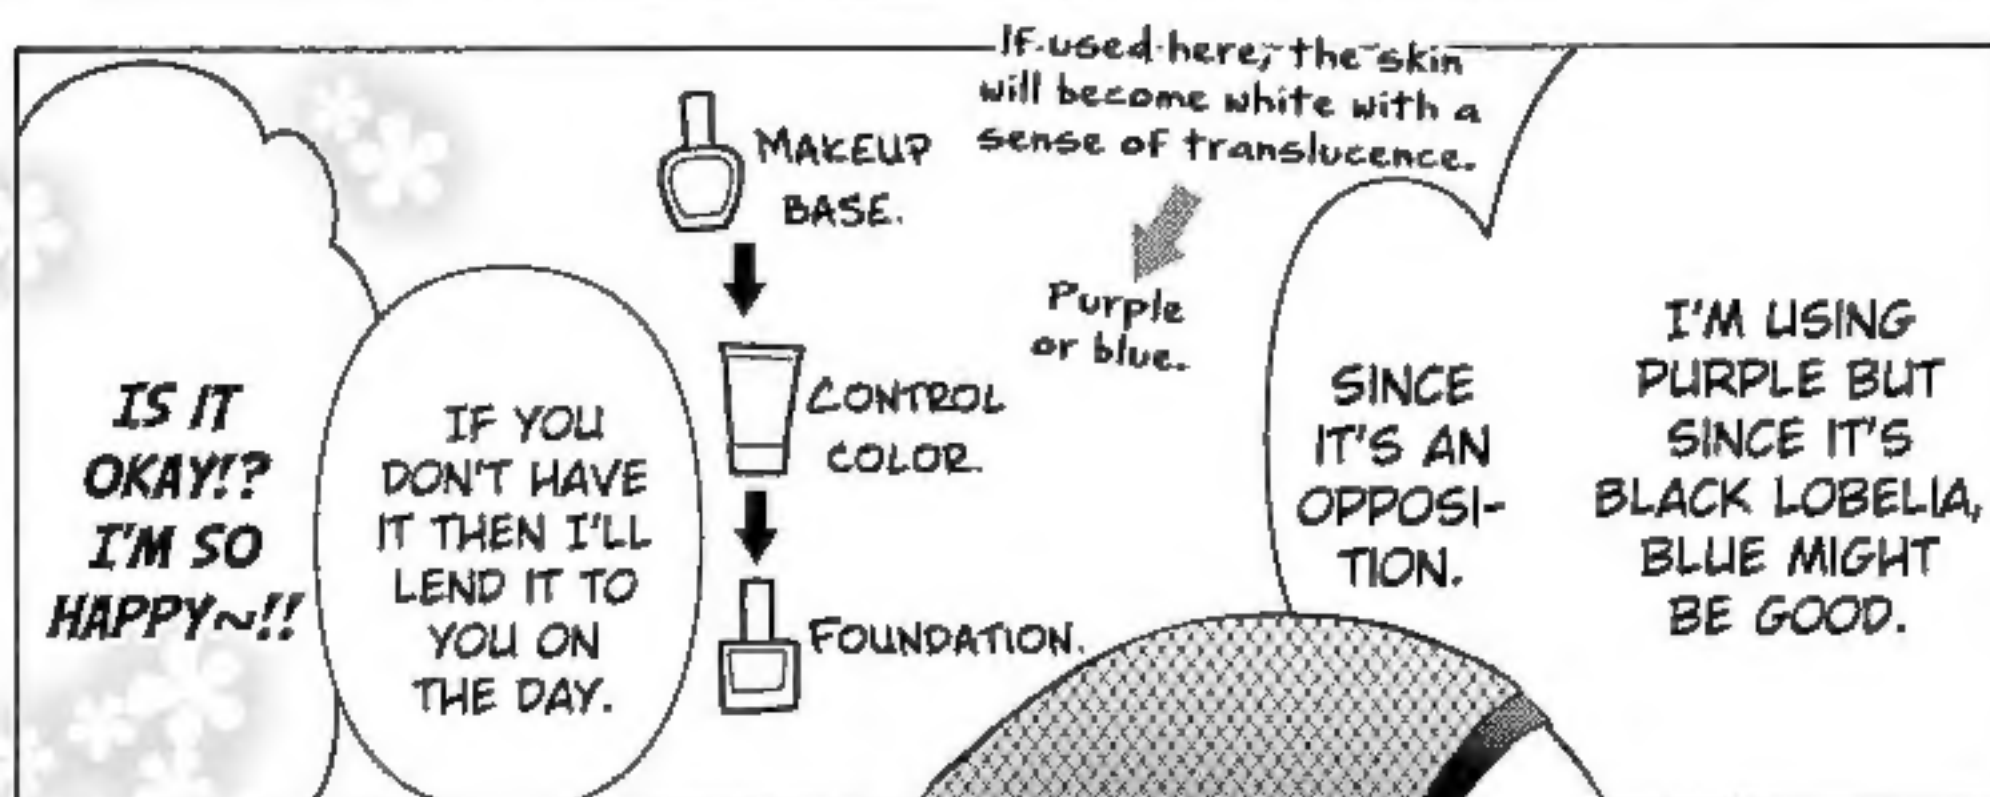 I'M USING
PURPLE BUT
SINCE IT'S
BLACK LOBELIA,
BLUE MIGHT
BE GOOD.
SINCE
IT'S AN
OPPOSI-
TION.
If used here, the skin
will become white with a
sense of translucence.
Purple
or blue.
MAKEUP
BASE.
CONTROL
COLOR.
FOUNDATION.
IF YOU
DON'T HAVE
IT THEN I'LL
LEND IT TO
YOU ON
THE DAY.
IS IT
OKAY!?
I'M SO
HAPPY~!!